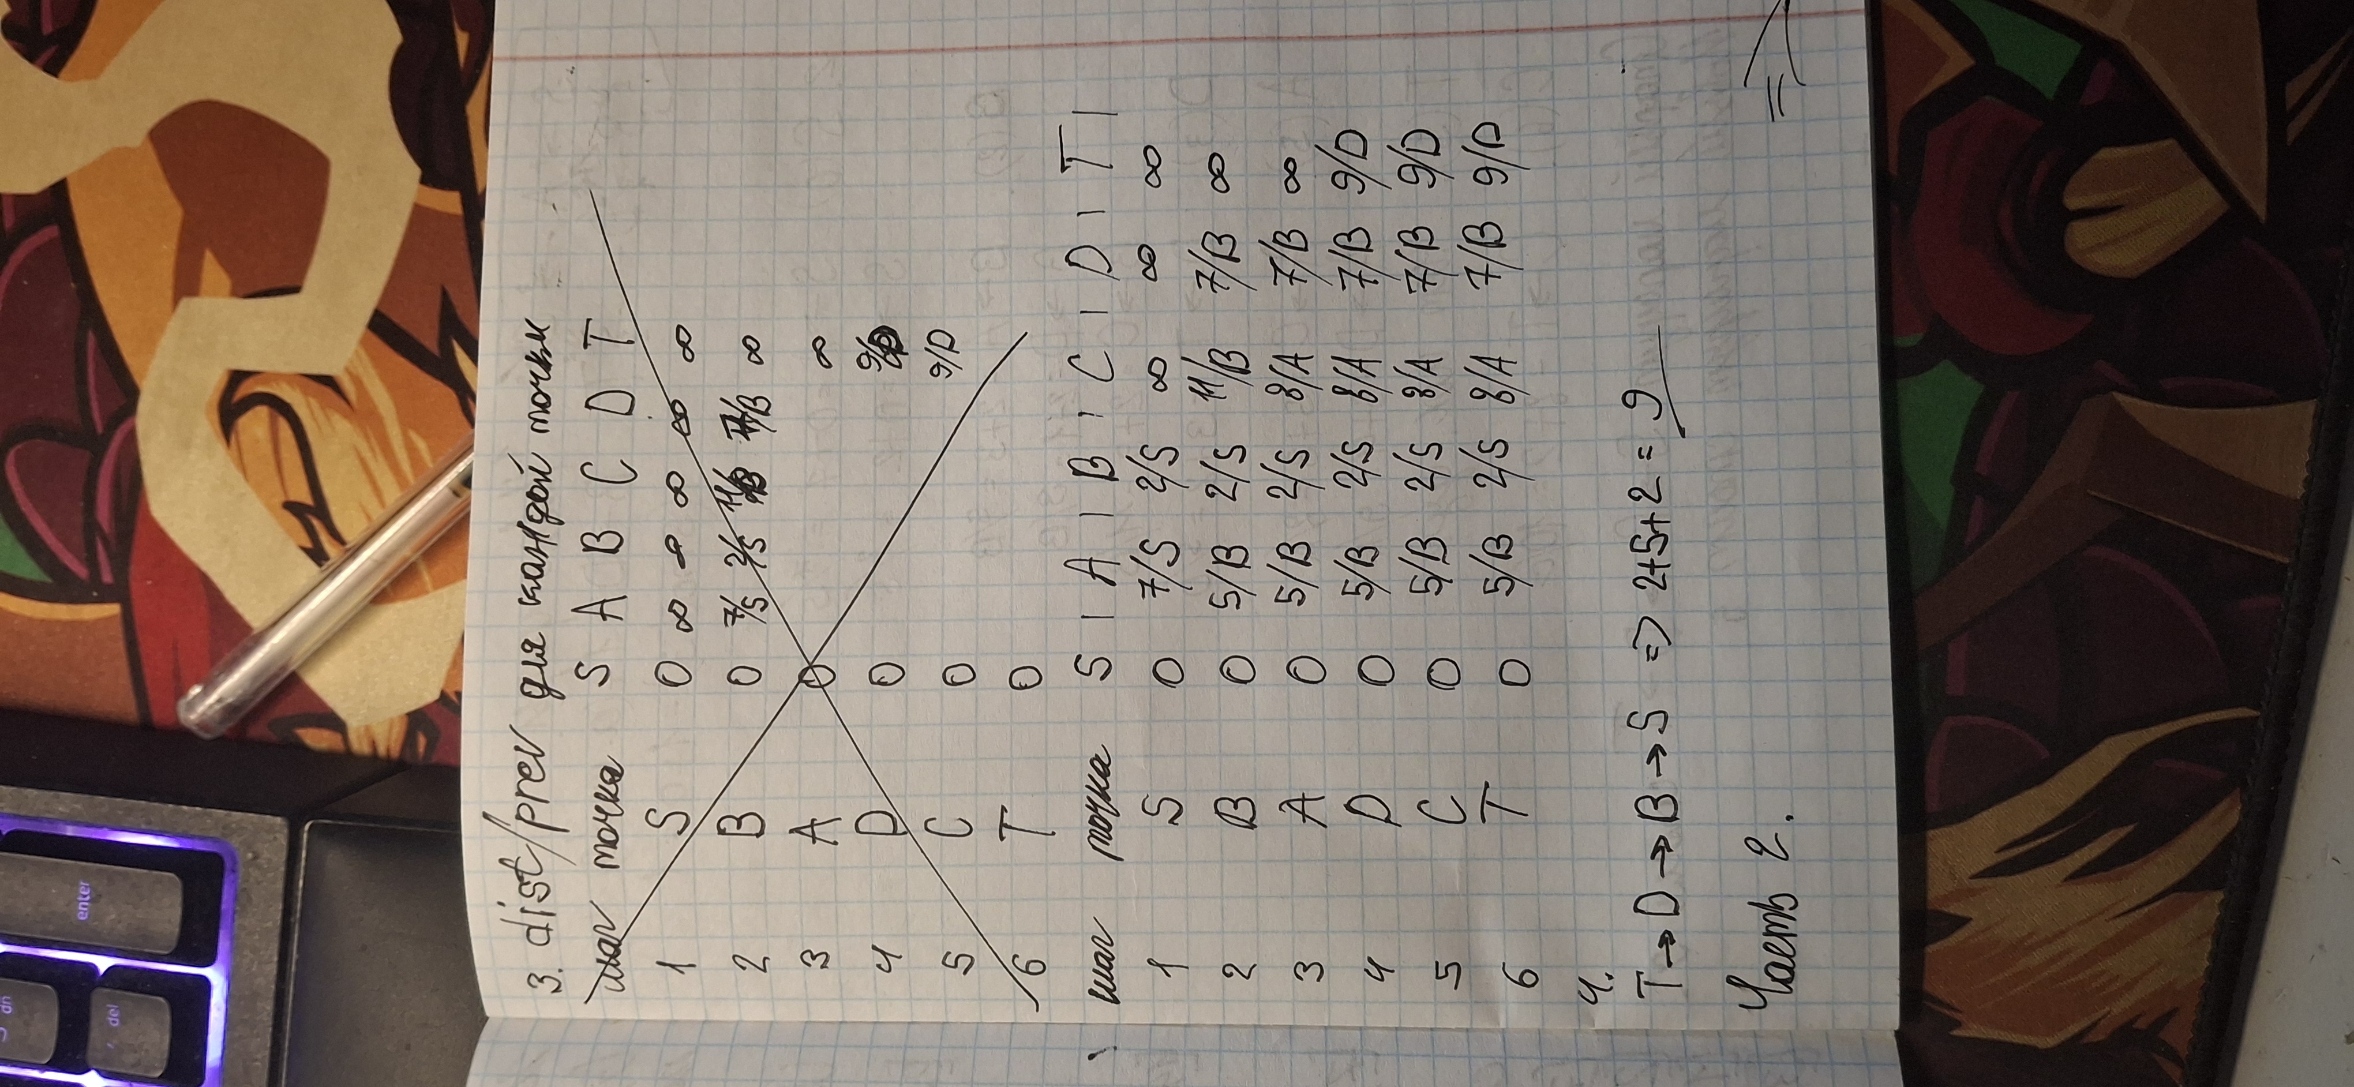 dn
enter
del
3. dist/prev для каждой точки
шаг точка S A B C D T
1 S 0 ∞ ∞ ∞ ∞ ∞
2 B 0 7/S 2/S 11/B 7/B ∞
3 A 0 ∞
4 D 0 9/D
5 C 0 9/D
6 T 0
шаг точка S | A | B | C | D | T |
1 S 0 7/S 2/S ∞ ∞ ∞
2 B 0 5/B 2/S 11/B 7/B ∞
3 A 0 5/B 2/S 8/A 7/B ∞
4 D 0 5/B 2/S 8/A 7/B 9/D
5 C 0 5/B 2/S 8/A 7/B 9/D
6 T 0 5/B 2/S 8/A 7/B 9/D
4.
T → D → B → S => 2+5+2 = 9
Часть 2. =>